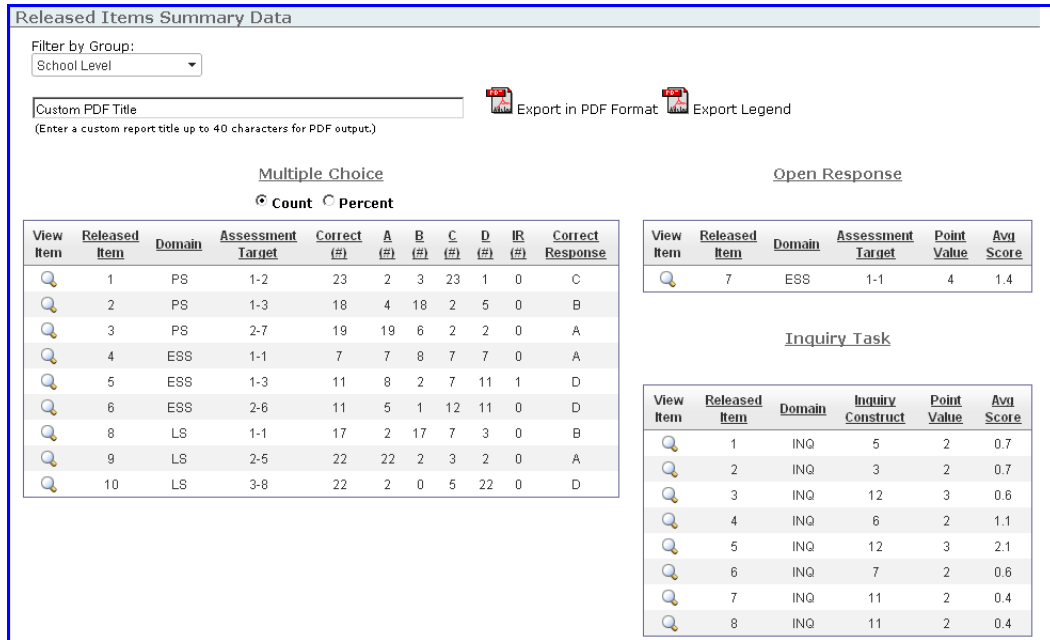 Released Items Summary Data
Filter by Group:
School Level
Custom PDF Title
Export in PDF Format Export Legend
(Enter a custom report title up to 40 characters for PDF output.)
Multiple Choice
Count Percent
View Item Released Item Domain Assessment Target Correct (#) A (#) B (#) C (#) D (#) IR (#) Correct Response
1 PS 1-2 23 2 3 23 1 0 C
2 PS 1-3 18 4 18 2 5 0 B
3 PS 2-7 19 19 6 2 2 0 A
4 ESS 1-1 7 7 8 7 7 0 A
5 ESS 1-3 11 8 2 7 11 1 D
6 ESS 2-6 11 5 1 12 11 0 D
8 LS 1-1 17 2 17 7 3 0 B
9 LS 2-5 22 22 2 3 2 0 A
10 LS 3-8 22 2 0 5 22 0 D
Open Response
View Item Released Item Domain Assessment Target Point Value Avg Score
7 ESS 1-1 4 1.4
Inquiry Task
View Item Released Item Domain Inquiry Construct Point Value Avg Score
1 INQ 5 2 0.7
2 INQ 3 2 0.7
3 INQ 12 3 0.6
4 INQ 6 2 1.1
5 INQ 12 3 2.1
6 INQ 7 2 0.6
7 INQ 11 2 0.4
8 INQ 11 2 0.4